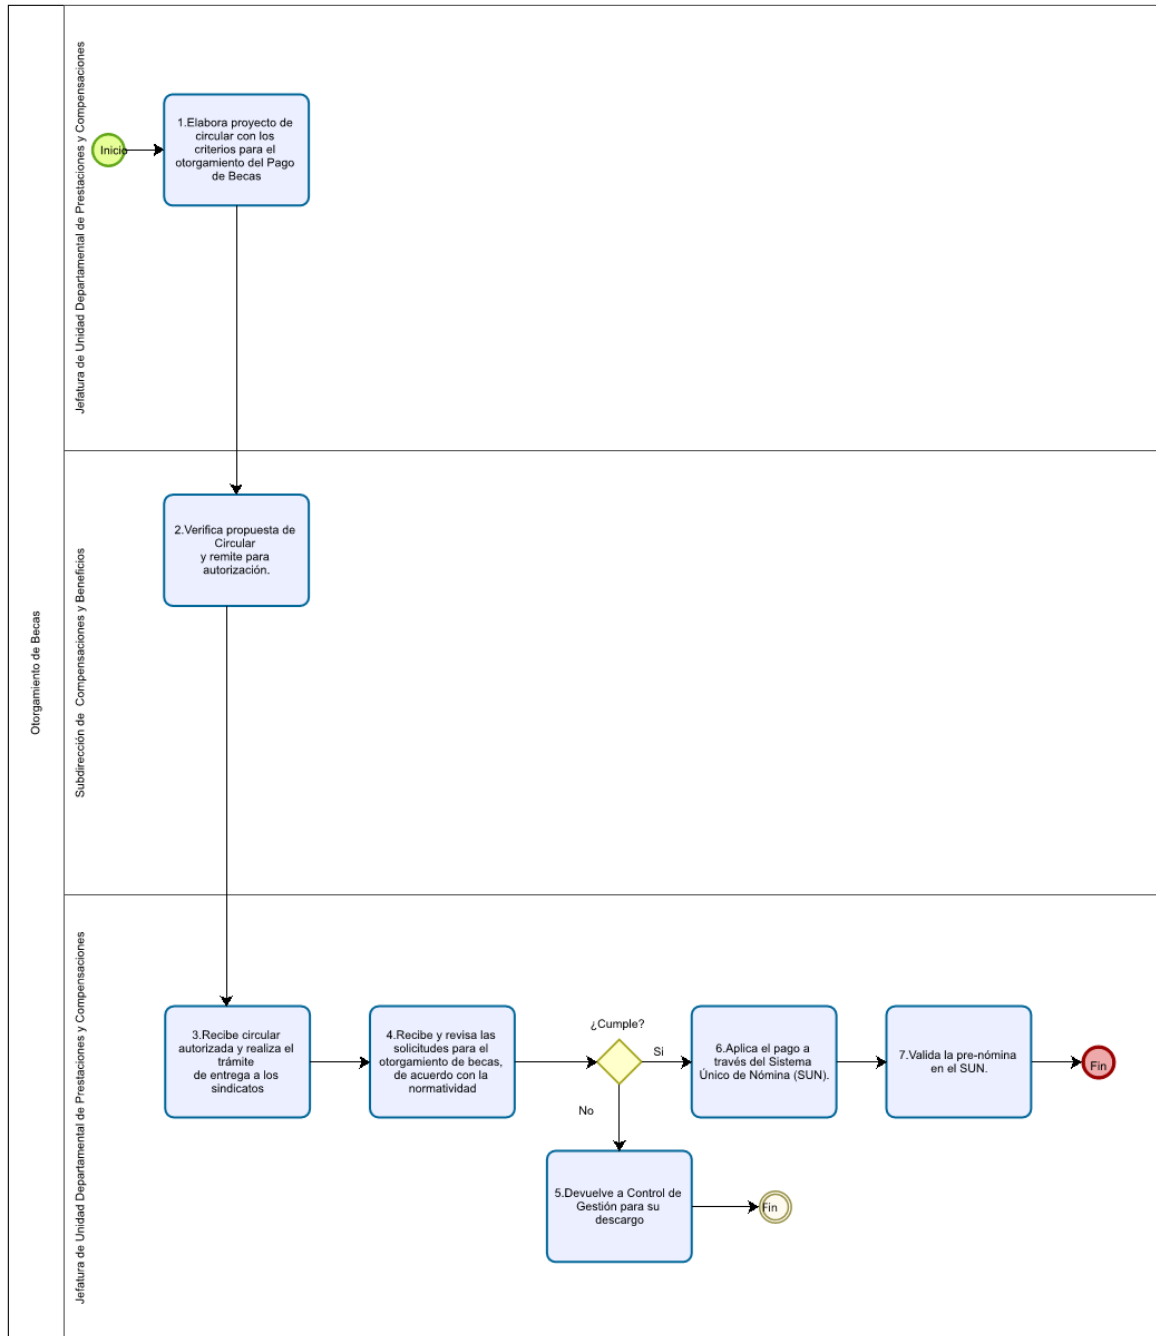 Otorgamiento de Becas
Jefatura de Unidad Departamental de Prestaciones y Compensaciones
Inicio
1.Elabora proyecto de
circular con los
criterios para el
otorgamiento del Pago
de Becas
Subdirección de  Compensaciones y Beneficios
2.Verifica propuesta de
Circular
y remite para
autorización.
Jefatura de Unidad Departamental de Prestaciones y Compensaciones
3.Recibe circular
autorizada y realiza el
trámite
de entrega a los
sindicatos
4.Recibe y revisa las
solicitudes para el
otorgamiento de becas,
de acuerdo con la
normatividad
¿Cumple?
Si
No
6.Aplica el pago a
través del Sistema
Único de Nómina (SUN).
7.Valida la pre-nómina
en el SUN.
Fin
5.Devuelve a Control de
Gestión para su
descargo
Fin